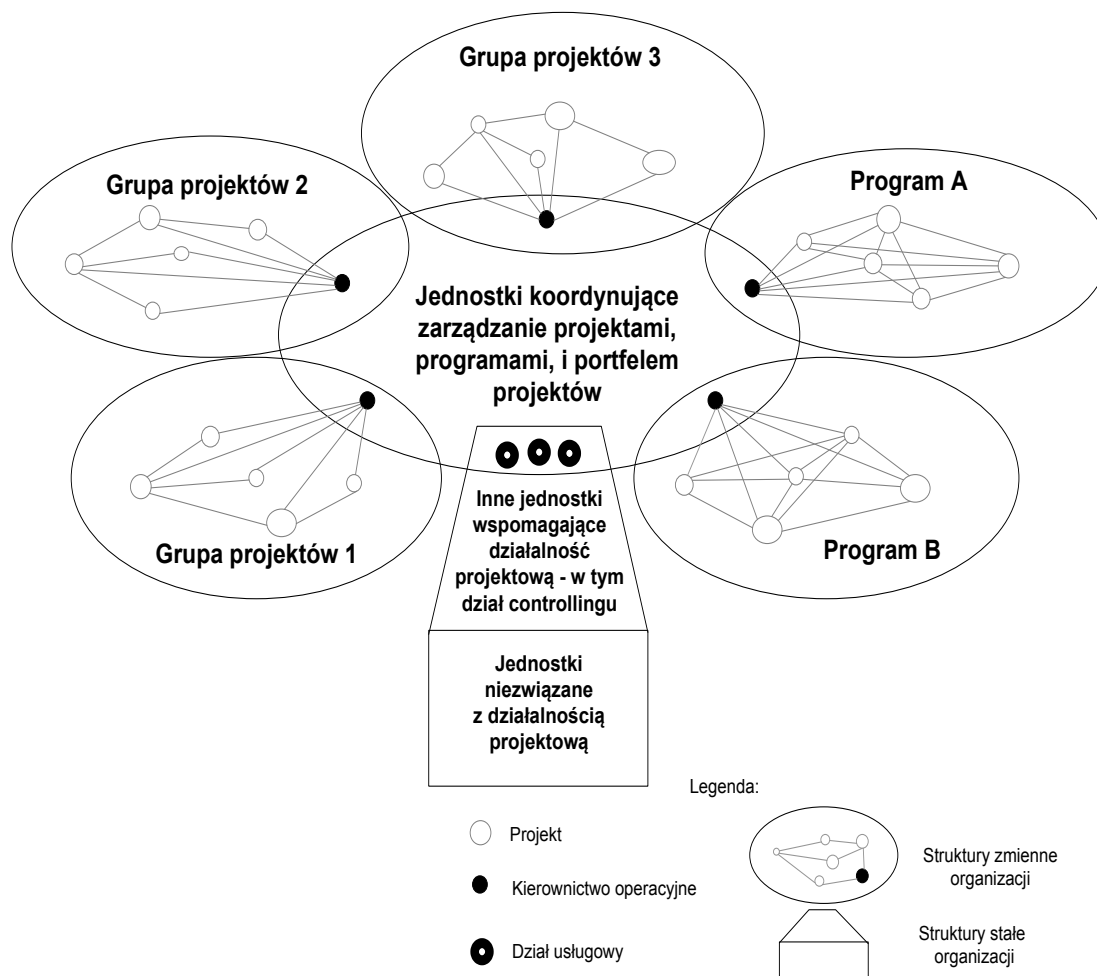 Grupa projektów 3
Grupa projektów 2
Program A
Jednostki koordynujące
zarządzanie projektami,
programami, i portfelem
projektów
Grupa projektów 1
Program B
Inne jednostki
wspomagające
działalność
projektową - w tym
dział controllingu
Jednostki
niezwiązane
z działalnością
projektową
Legenda:
Projekt
Kierownictwo operacyjne
Dział usługowy
Struktury zmienne
organizacji
Struktury stałe
organizacji